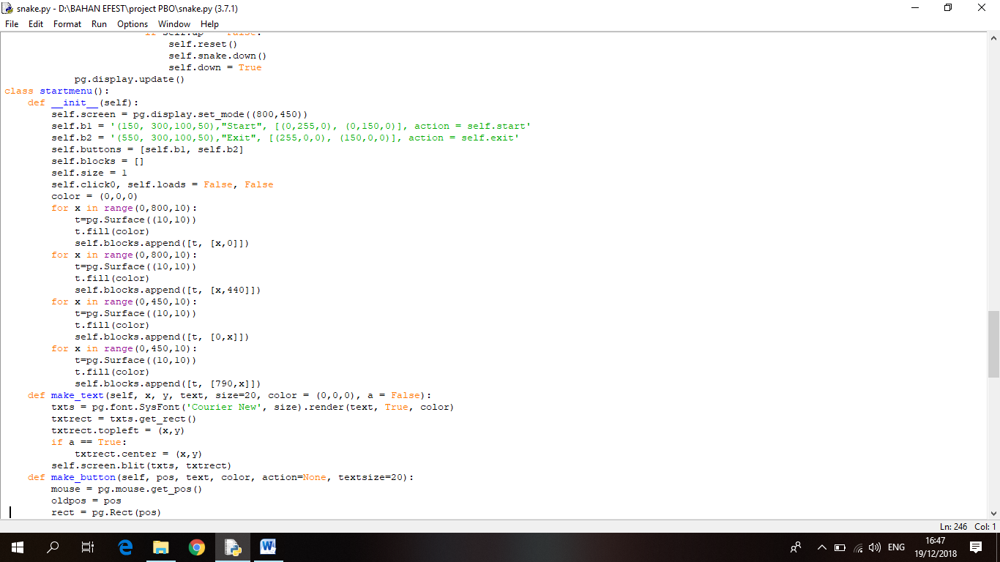 snake.py - D:\BAHAN EFEST\project PBO\snake.py (3.7.1)
File Edit Format Run Options Window Help
                        if self.up == False:
                            self.reset()
                            self.snake.down()
                            self.down = True
            pg.display.update()
class startmenu():
    def __init__(self):
        self.screen = pg.display.set_mode((800,450))
        self.b1 = '(150, 300,100,50),"Start", [(0,255,0), (0,150,0)], action = self.start'
        self.b2 = '(550, 300,100,50),"Exit", [(255,0,0), (150,0,0)], action = self.exit'
        self.buttons = [self.b1, self.b2]
        self.blocks = []
        self.size = 1
        self.click0, self.loads = False, False
        color = (0,0,0)
        for x in range(0,800,10):
            t=pg.Surface((10,10))
            t.fill(color)
            self.blocks.append([t, [x,0]])
        for x in range(0,800,10):
            t=pg.Surface((10,10))
            t.fill(color)
            self.blocks.append([t, [x,440]])
        for x in range(0,450,10):
            t=pg.Surface((10,10))
            t.fill(color)
            self.blocks.append([t, [0,x]])
        for x in range(0,450,10):
            t=pg.Surface((10,10))
            t.fill(color)
            self.blocks.append([t, [790,x]])
    def make_text(self, x, y, text, size=20, color = (0,0,0), a = False):
        txts = pg.font.SysFont('Courier New', size).render(text, True, color)
        txtrect = txts.get_rect()
        txtrect.topleft = (x,y)
        if a == True:
            txtrect.center = (x,y)
        self.screen.blit(txts, txtrect)
    def make_button(self, pos, text, color, action=None, textsize=20):
        mouse = pg.mouse.get_pos()
        oldpos = pos
        rect = pg.Rect(pos)
Ln: 246 Col: 1
ENG
16:47
19/12/2018